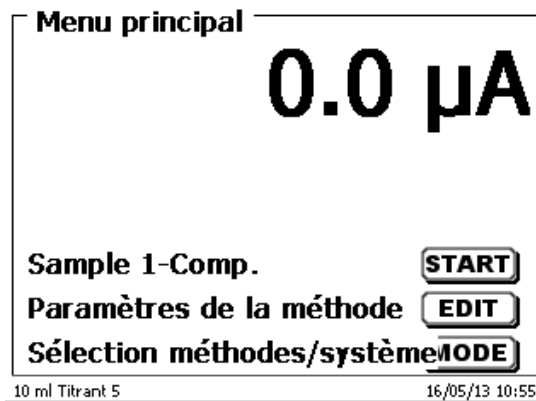 Menu principal
0.0 µA
Sample 1-Comp. START
Paramètres de la méthode EDIT
Sélection méthodes/système MODE
10 ml Titrant 5 16/05/13 10:55